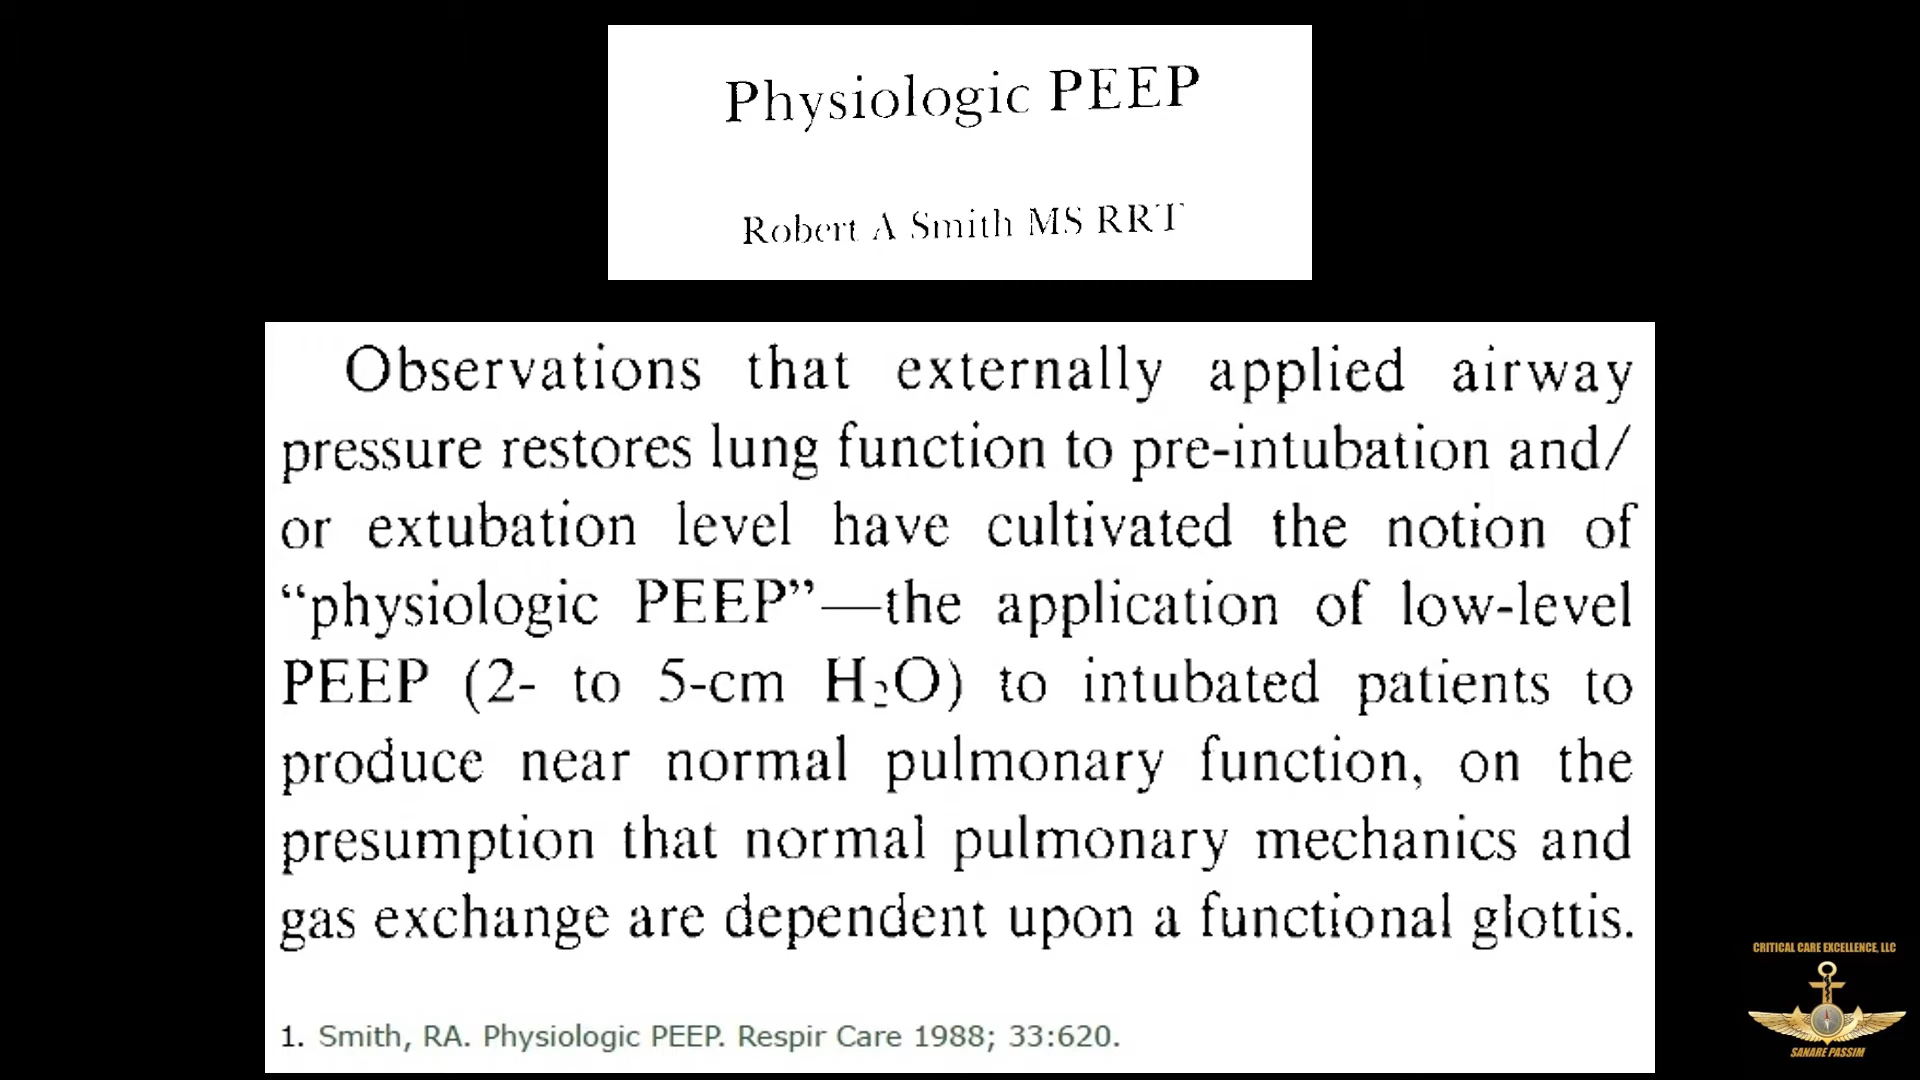 Physiologic PEEP
Robert A Smith MS RRT
Observations that externally applied airway
pressure restores lung function to pre-intubation and/
or extubation level have cultivated the notion of
“physiologic PEEP”—the application of low-level
PEEP (2- to 5-cm H₂O) to intubated patients to
produce near normal pulmonary function, on the
presumption that normal pulmonary mechanics and
gas exchange are dependent upon a functional glottis.
1. Smith, RA. Physiologic PEEP. Respir Care 1988; 33:620.
CRITICAL CARE EXCELLENCE, LLC
SANARE PASSIM